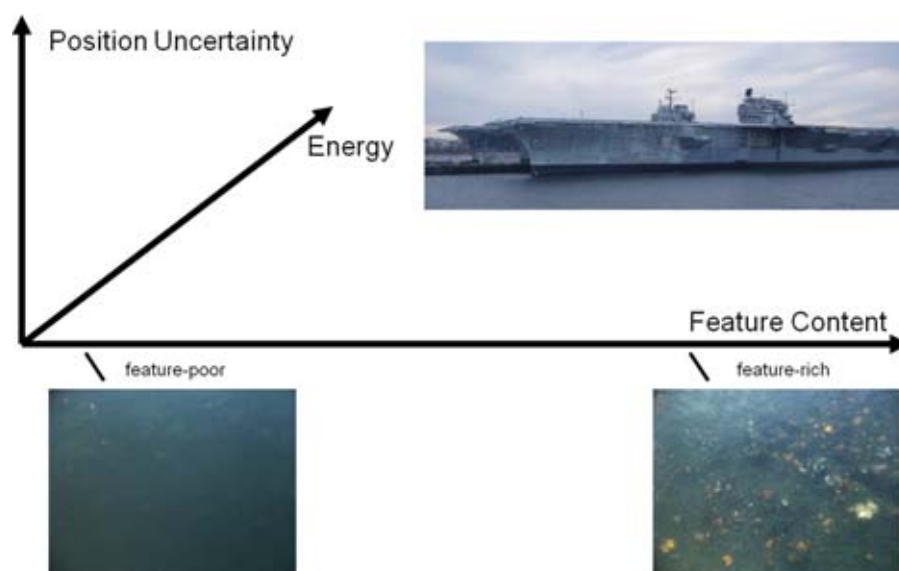 Position Uncertainty
Energy
Feature Content
feature-poor
feature-rich